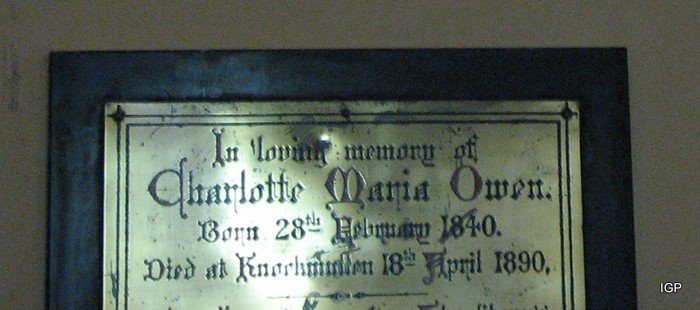 In loving memory of
Charlotte Maria Owen.
Born 28th February 1840.
Died at Knockmullen 18th April 1890.
IGP